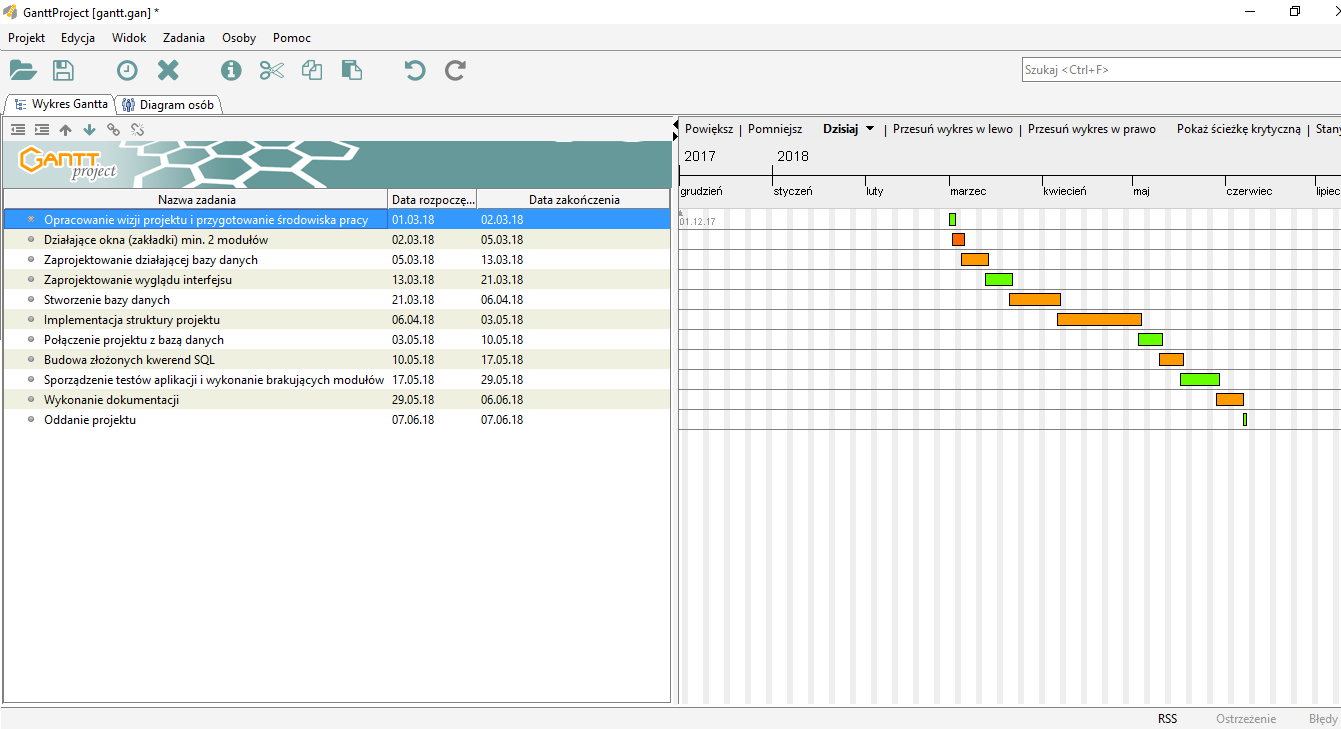 GanttProject [gantt.gan] *
Projekt Edycja Widok Zadania Osoby Pomoc
Szukaj <Ctrl+F>
Wykres Gantta Diagram osób
Powiększ | Pomniejsz Dzisiaj | Przesuń wykres w lewo | Przesuń wykres w prawo Pokaż ścieżkę krytyczną | Stany
GANTT
project
2017 2018
grudzień styczeń luty marzec kwiecień maj czerwiec lipiec
Nazwa zadania Data rozpoczę... Data zakończenia
Opracowanie wizji projektu i przygotowanie środowiska pracy 01.03.18 02.03.18
01.12.17
Działające okna (zakładki) min. 2 modułów 02.03.18 05.03.18
Zaprojektowanie działającej bazy danych 05.03.18 13.03.18
Zaprojektowanie wyglądu interfejsu 13.03.18 21.03.18
Stworzenie bazy danych 21.03.18 06.04.18
Implementacja struktury projektu 06.04.18 03.05.18
Połączenie projektu z bazą danych 03.05.18 10.05.18
Budowa złożonych kwerend SQL 10.05.18 17.05.18
Sporządzenie testów aplikacji i wykonanie brakujących modułów 17.05.18 29.05.18
Wykonanie dokumentacji 29.05.18 06.06.18
Oddanie projektu 07.06.18 07.06.18
RSS Ostrzeżenie Błędy